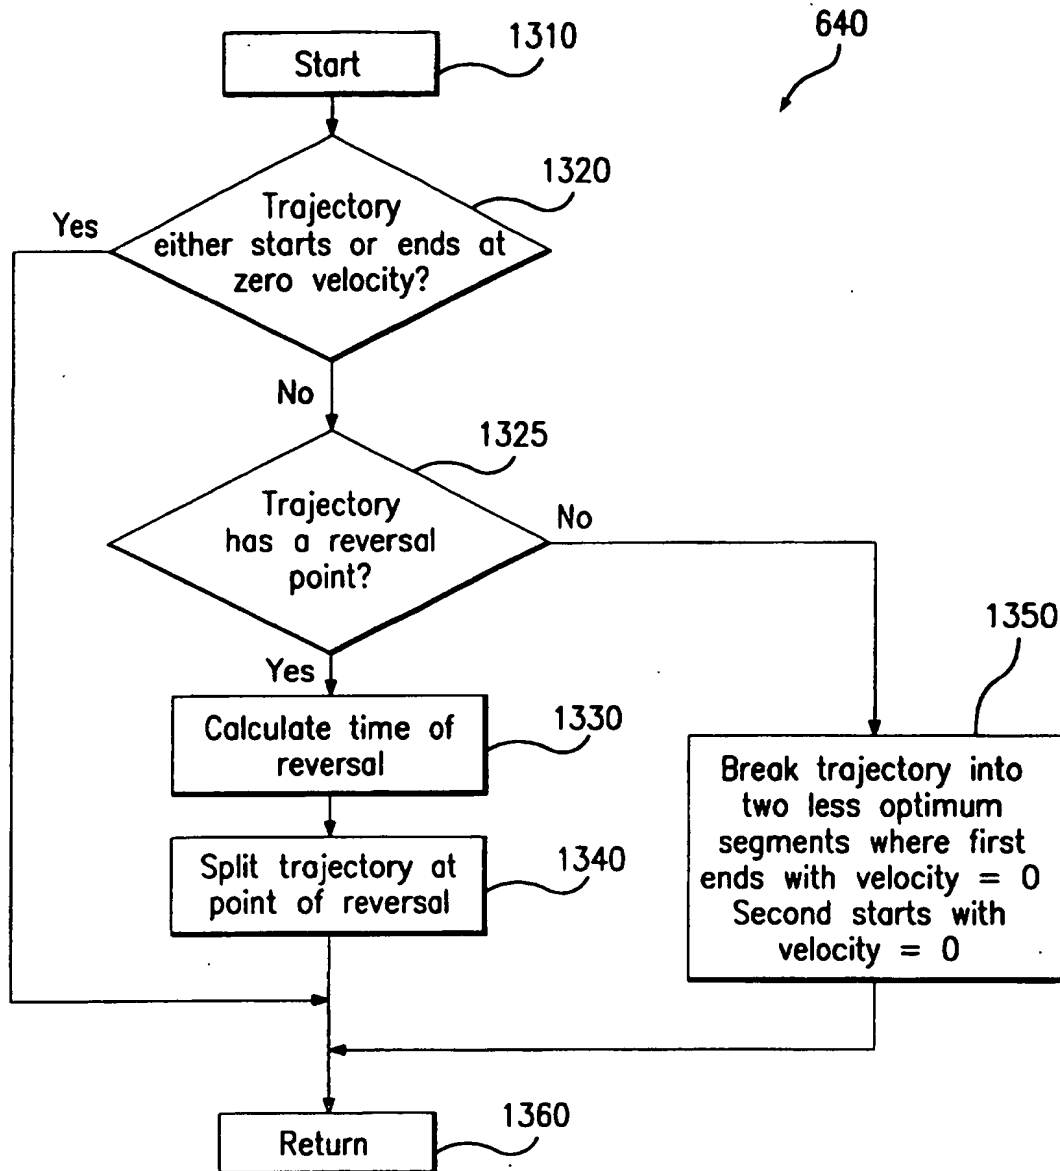 640
1310
Start
1320
Trajectory
either starts or ends at
zero velocity?
Yes
No
1325
Trajectory
has a reversal
point?
No
Yes
1330
Calculate time of
reversal
1340
Split trajectory at
point of reversal
1350
Break trajectory into
two less optimum
segments where first
ends with velocity = 0
Second starts with
velocity = 0
1360
Return